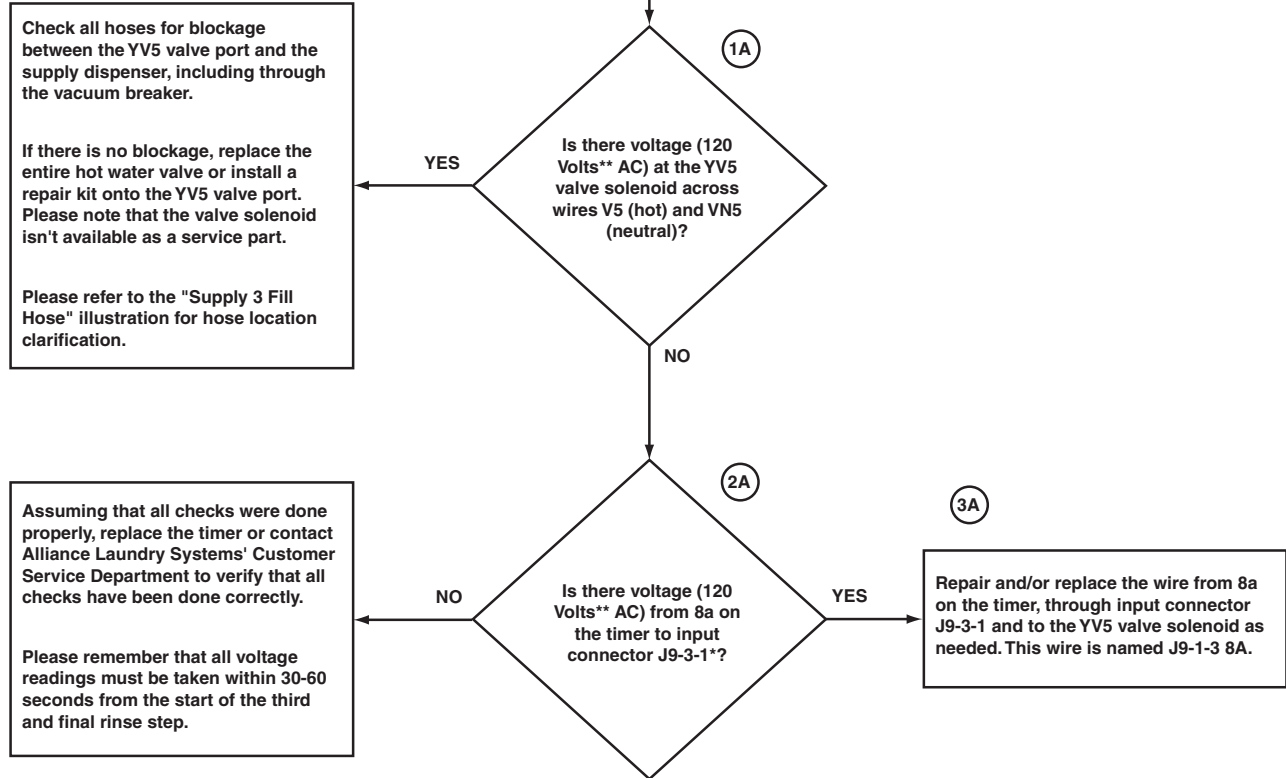 Check all hoses for blockage
between the YV5 valve port and the
supply dispenser, including through
the vacuum breaker.
If there is no blockage, replace the
entire hot water valve or install a
repair kit onto the YV5 valve port.
Please note that the valve solenoid
isn't available as a service part.
Please refer to the "Supply 3 Fill
Hose" illustration for hose location
clarification.
YES
1A
Is there voltage (120
Volts** AC) at the YV5
valve solenoid across
wires V5 (hot) and VN5
(neutral)?
NO
Assuming that all checks were done
properly, replace the timer or contact
Alliance Laundry Systems' Customer
Service Department to verify that all
checks have been done correctly.
Please remember that all voltage
readings must be taken within 30-60
seconds from the start of the third
and final rinse step.
NO
2A
Is there voltage (120
Volts** AC) from 8a on
the timer to input
connector J9-3-1*?
YES
3A
Repair and/or replace the wire from 8a
on the timer, through input connector
J9-3-1 and to the YV5 valve solenoid as
needed. This wire is named J9-1-3 8A.